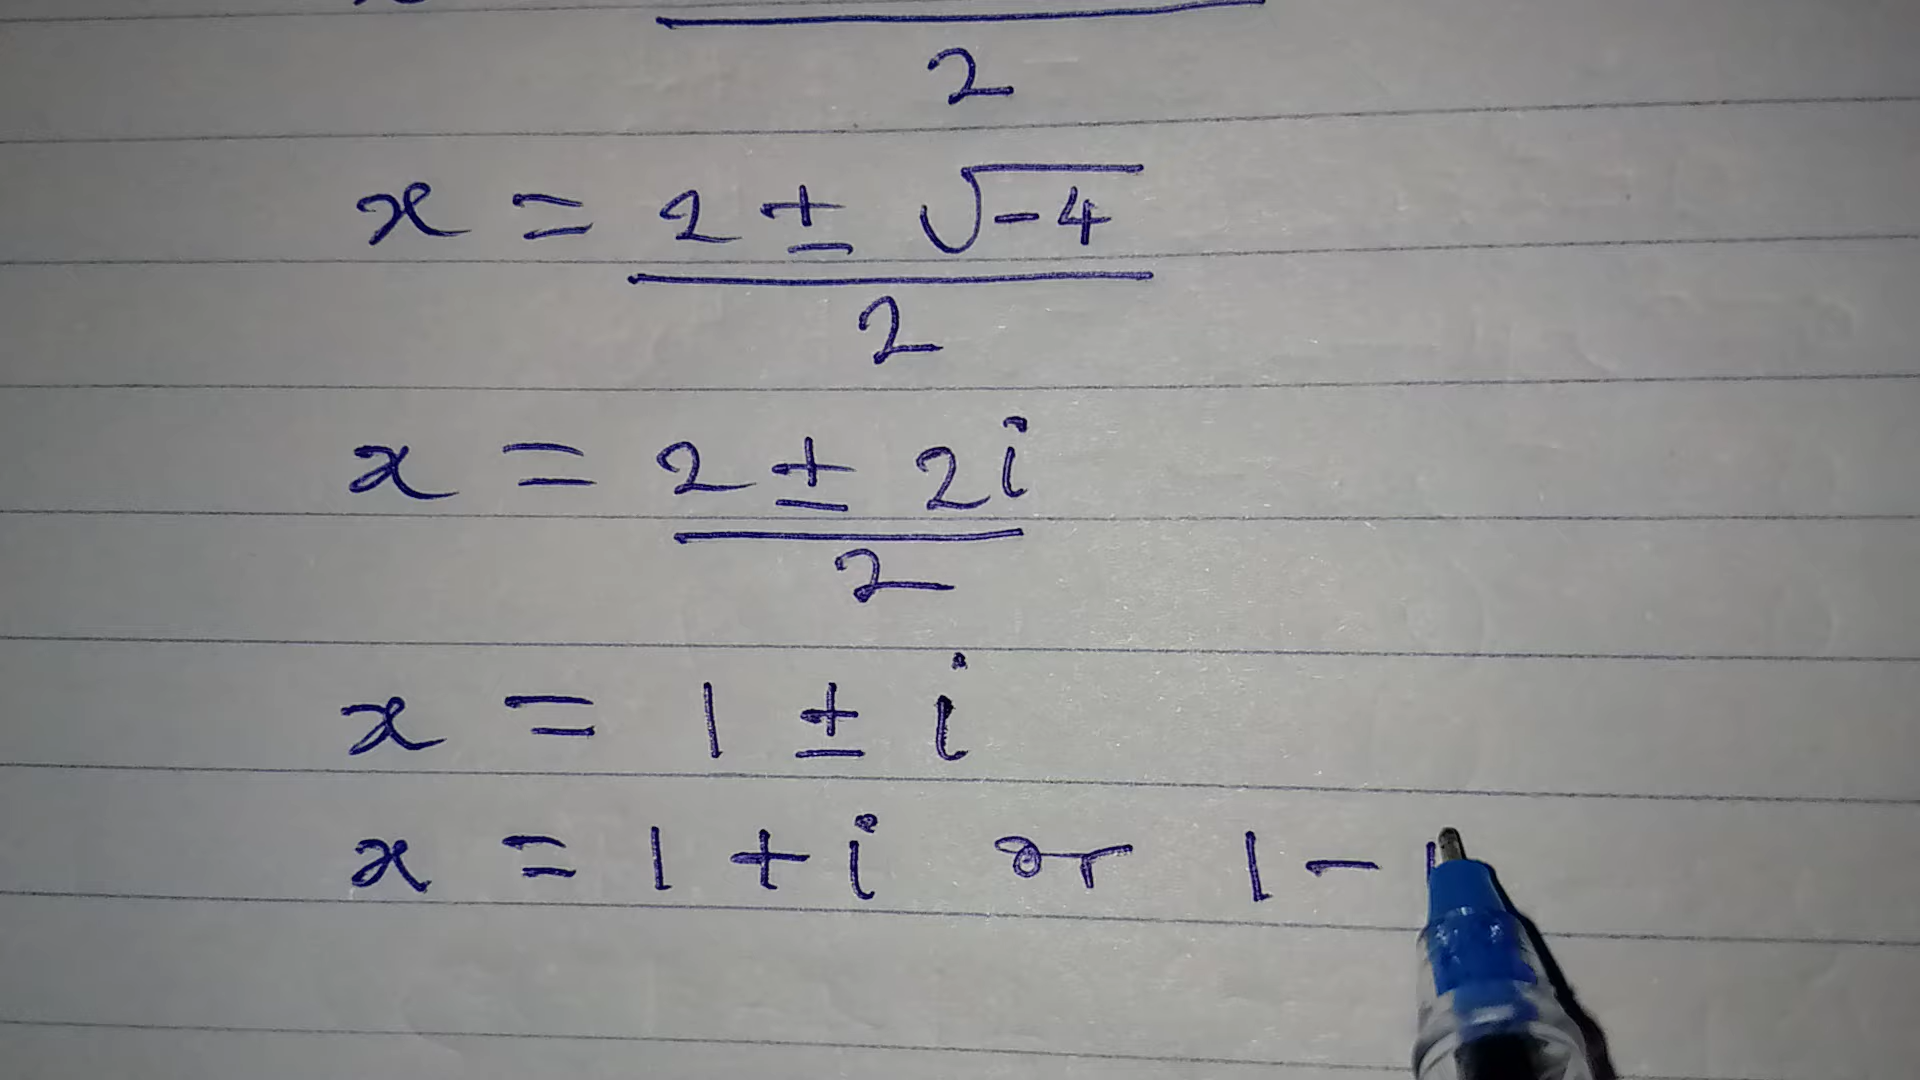 2
x = 2 ± √-4
2
x = 2 ± 2i
2
x = 1 ± i
x = 1 + i or 1 -